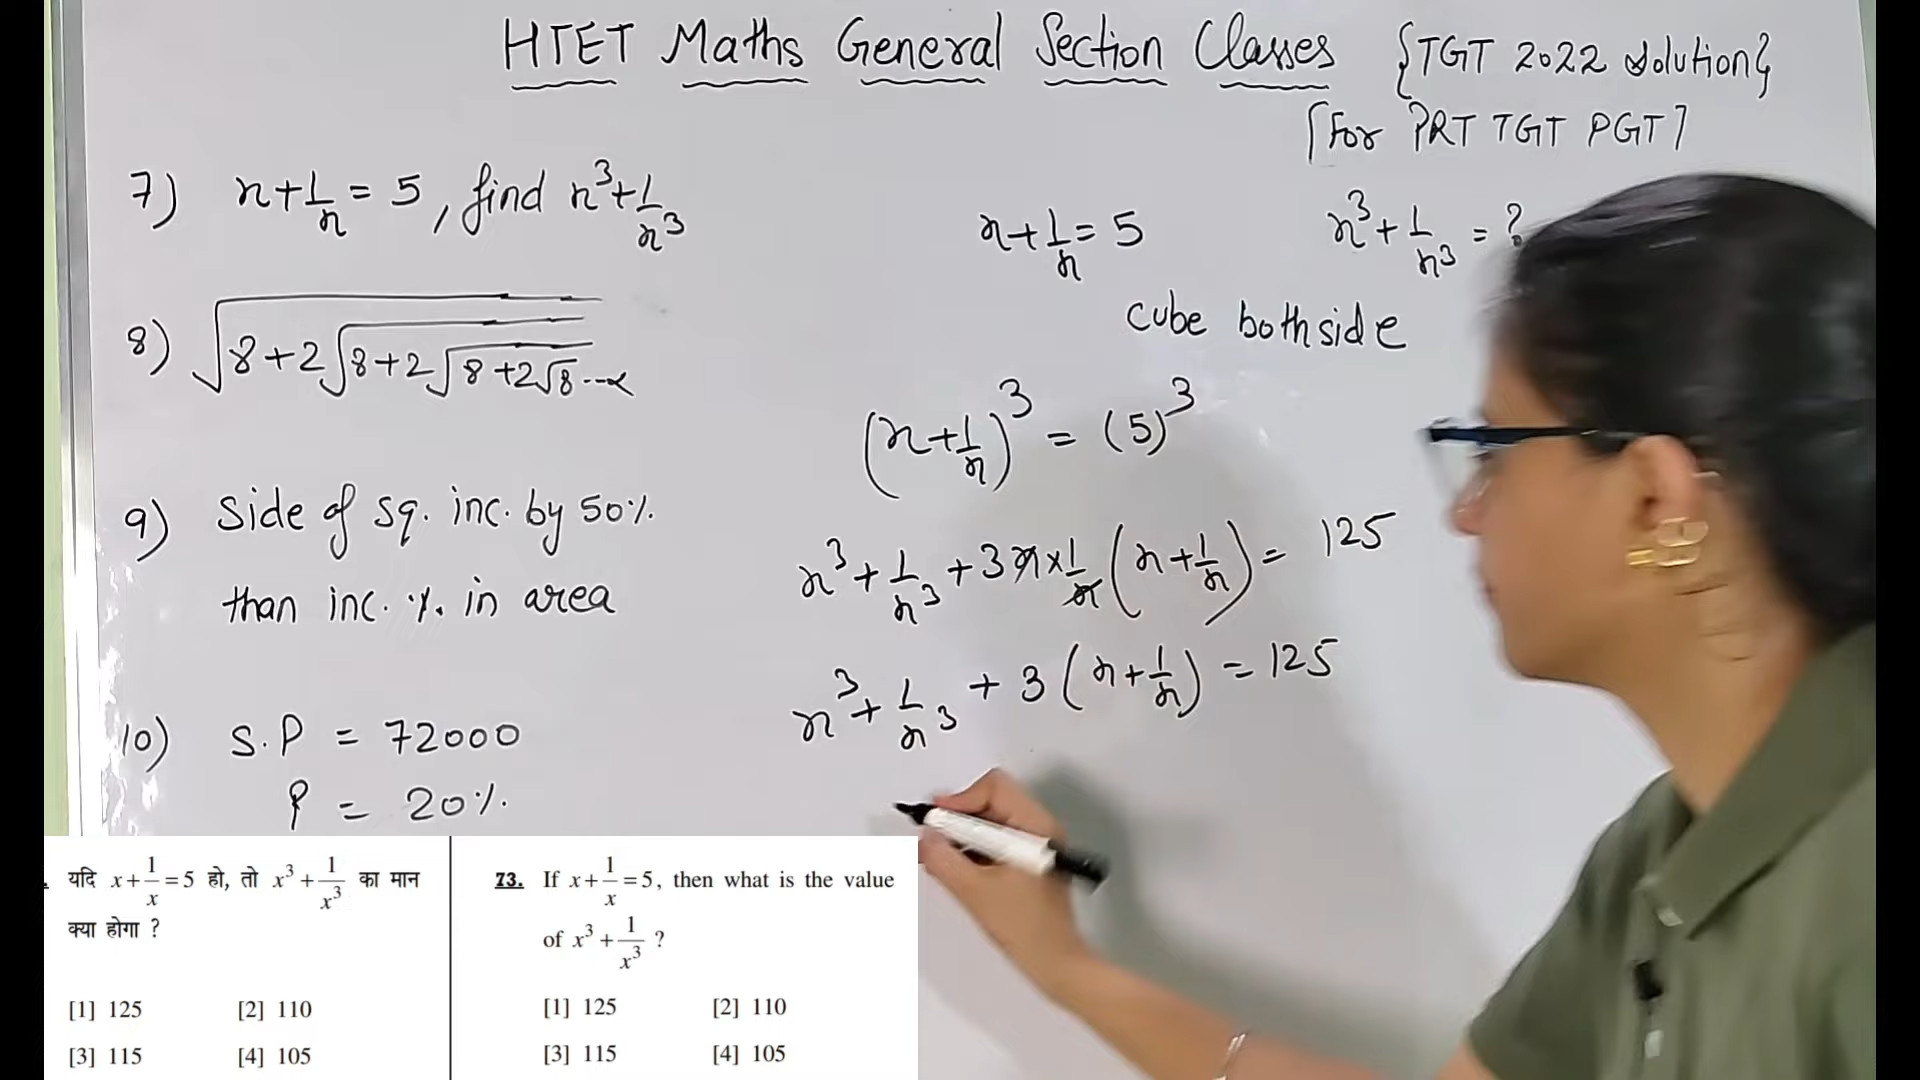 HTET Maths General Section Classes {TGT 2022 Solution}
[For PRT TGT PGT]
7) x+1/x = 5, find x³+1/x³
8) √8+2√8+2√8+2√8---∝
9) Side of sq. inc. by 50%
than inc. %. in area
10) S.P = 72000
P = 20%
x+1/x = 5
x³+1/x³ = ?
cube both side
(x+1/x)³ = (5)³
x³+1/x³+3x×1/x(x+1/x) = 125
x³+1/x³+3(x+1/x) = 125
. यदि x+1/x=5 हो, तो x³+1/x³ का मान
क्या होगा ?
[1] 125 [2] 110
[3] 115 [4] 105
73. If x+1/x=5, then what is the value
of x³+1/x³ ?
[1] 125 [2] 110
[3] 115 [4] 105